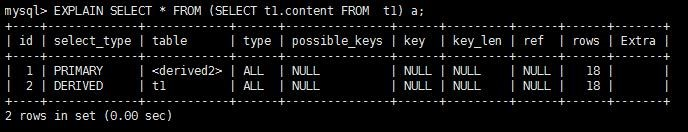 mysql> EXPLAIN SELECT * FROM (SELECT t1.content FROM  t1) a;
+----+-------------+------------+------+---------------+------+---------+------+------+-------+
| id | select_type | table      | type | possible_keys | key  | key_len | ref  | rows | Extra |
+----+-------------+------------+------+---------------+------+---------+------+------+-------+
|  1 | PRIMARY     | <derived2> | ALL  | NULL          | NULL | NULL    | NULL |   18 |       |
|  2 | DERIVED     | t1         | ALL  | NULL          | NULL | NULL    | NULL |   18 |       |
+----+-------------+------------+------+---------------+------+---------+------+------+-------+
2 rows in set (0.00 sec)